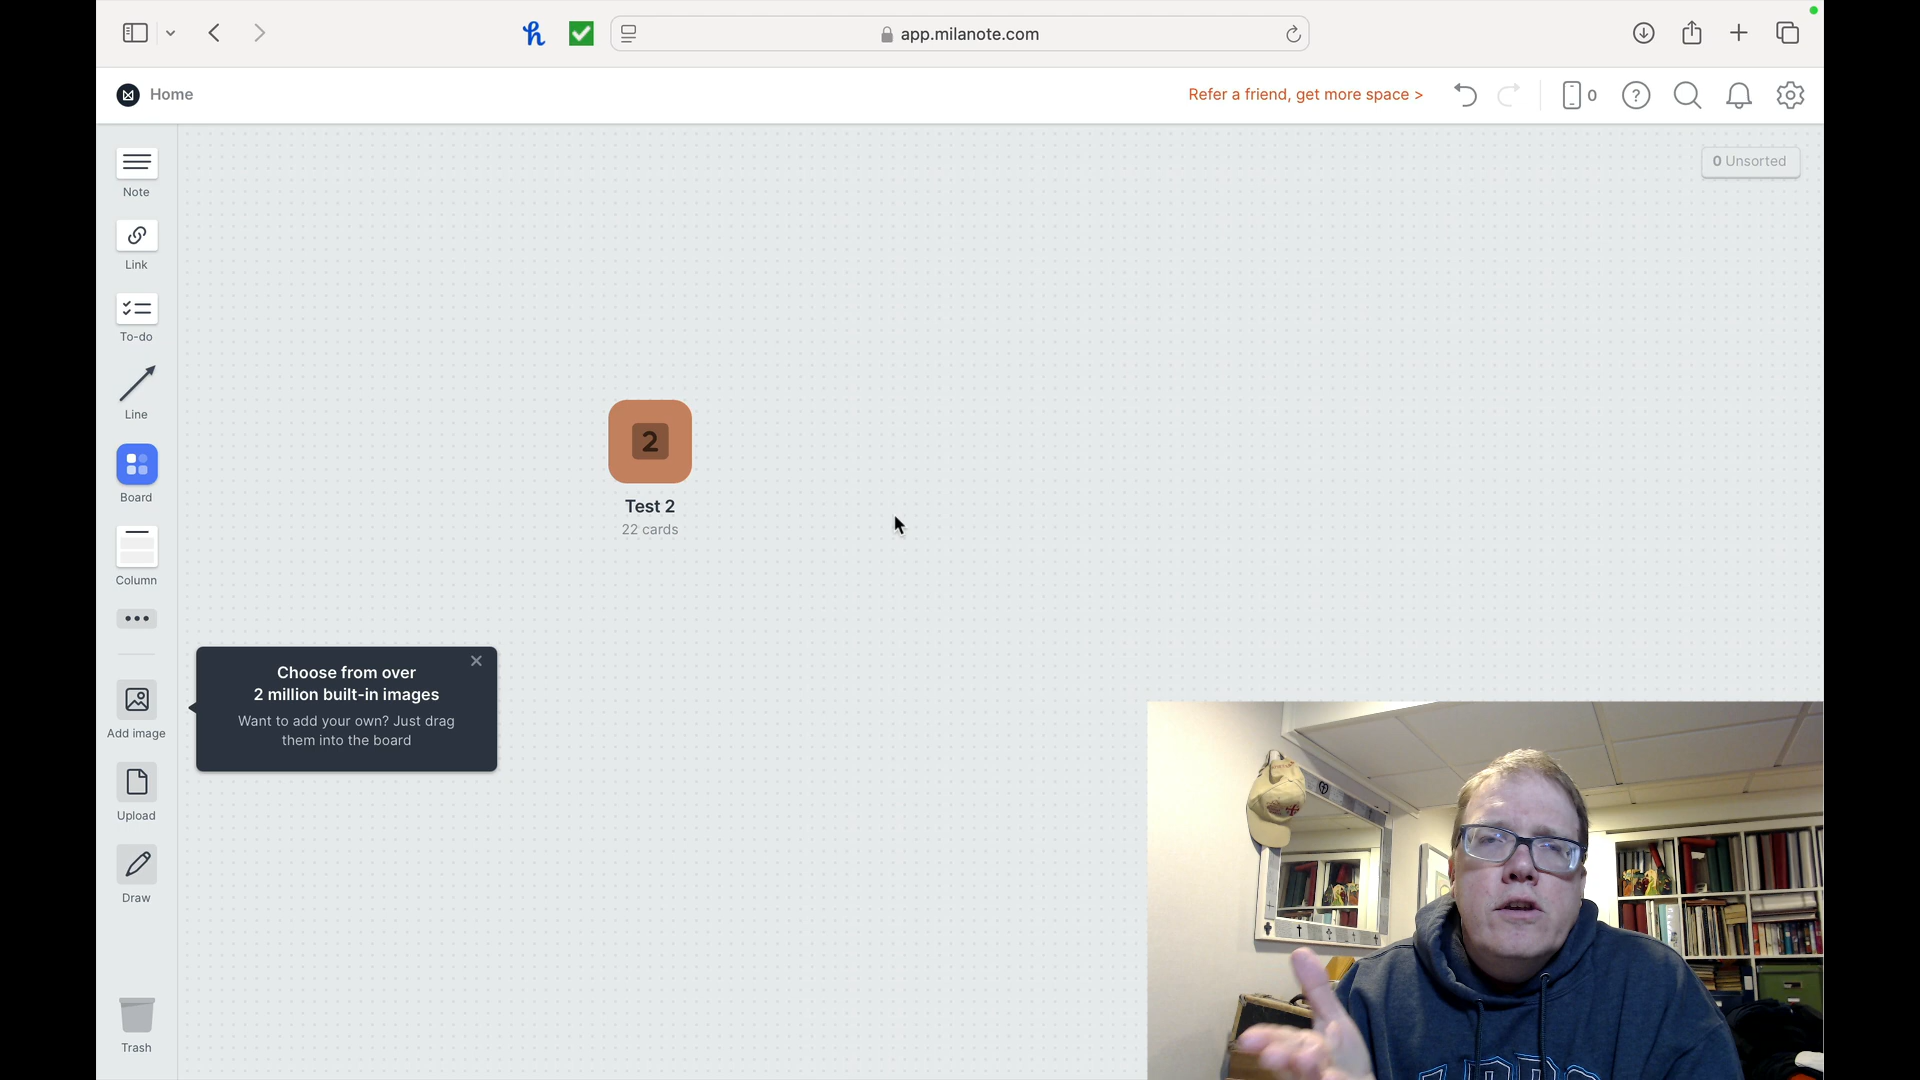 app.milanote.com
Home
Refer a friend, get more space >
0
?
Note
Link
To-do
Line
Board
Column
Add image
Upload
Draw
Trash
0 Unsorted
2
Test 2
22 cards
Choose from over
2 million built-in images
Want to add your own? Just drag
them into the board